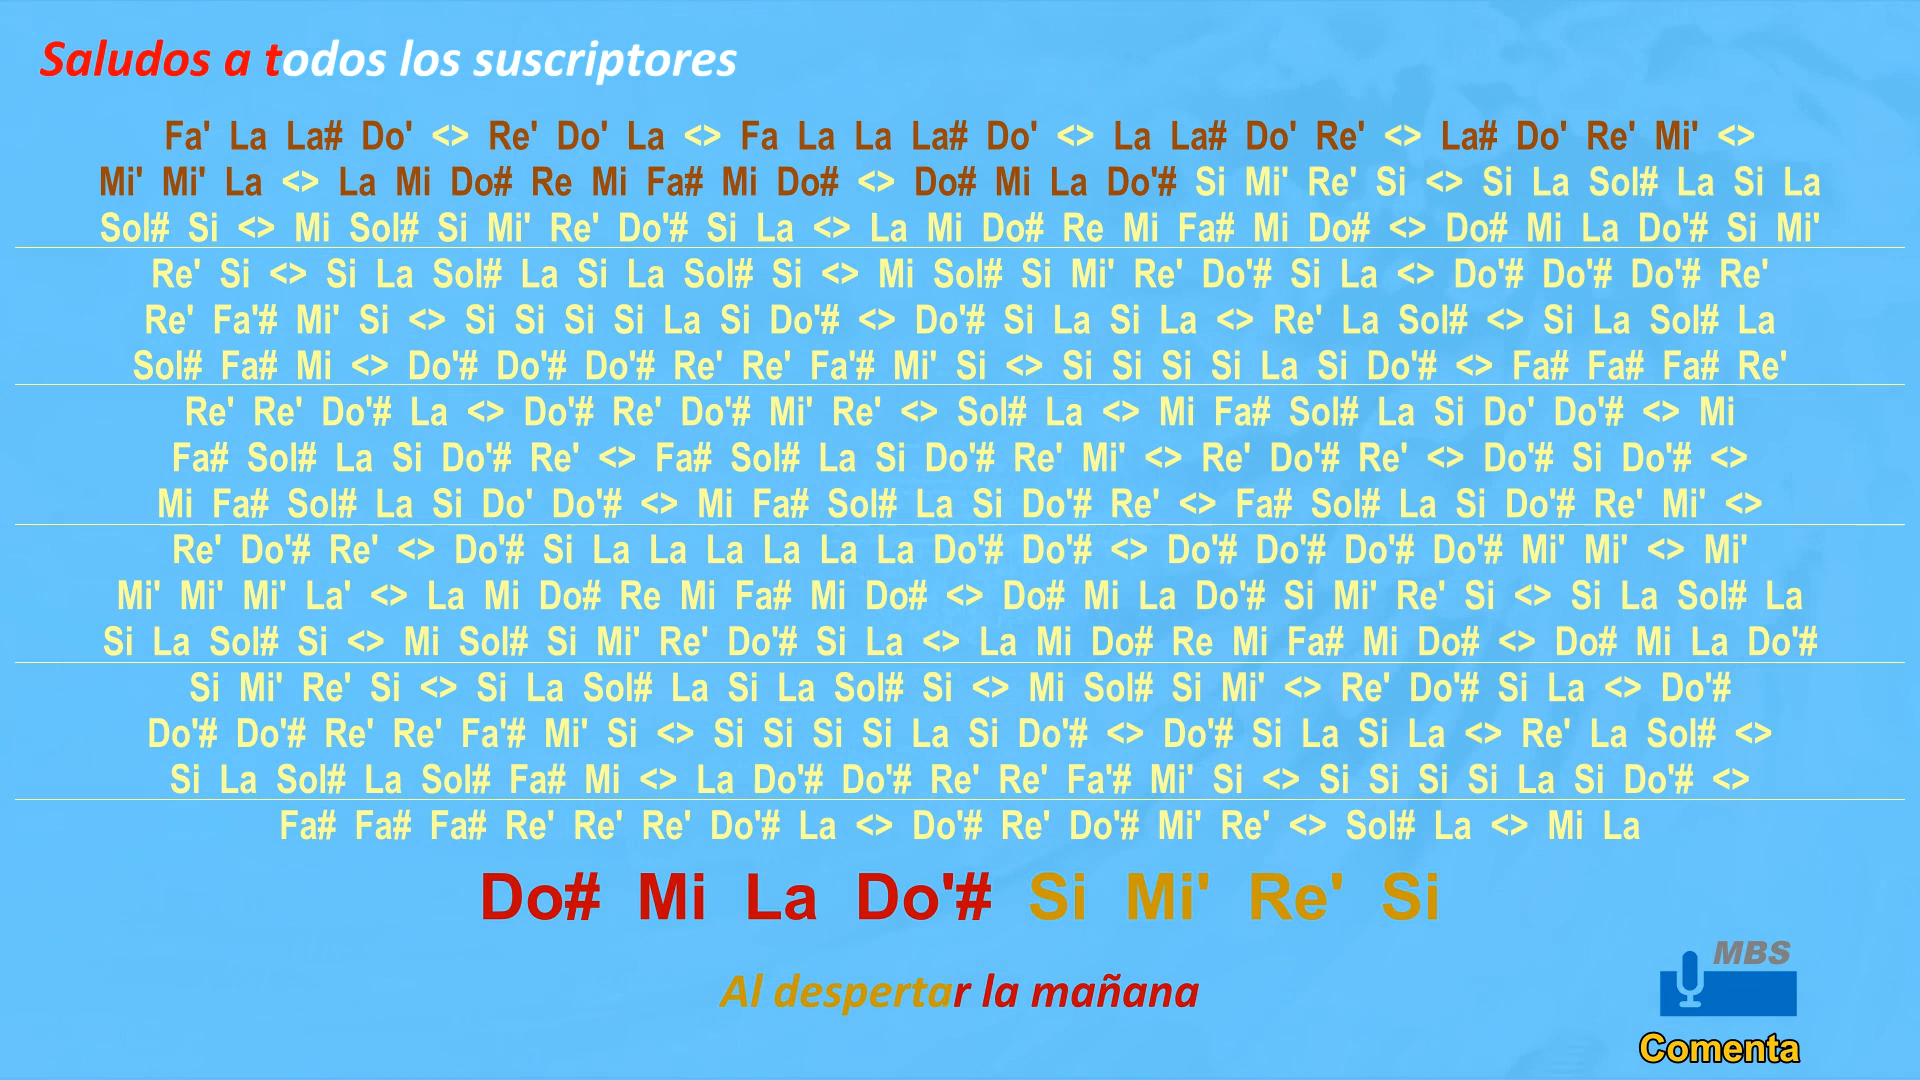 Saludos a todos los suscriptores
Fa' La La# Do' <> Re' Do' La <> Fa La La La# Do' <> La La# Do' Re' <> La# Do' Re' Mi' <>
Mi' Mi' La <> La Mi Do# Re Mi Fa# Mi Do# <> Do# Mi La Do'# Si Mi' Re' Si <> Si La Sol# La Si La
Sol# Si <> Mi Sol# Si Mi' Re' Do'# Si La <> La Mi Do# Re Mi Fa# Mi Do# <> Do# Mi La Do'# Si Mi'
Re' Si <> Si La Sol# La Si La Sol# Si <> Mi Sol# Si Mi' Re' Do'# Si La <> Do'# Do'# Do'# Re'
Re' Fa'# Mi' Si <> Si Si Si Si La Si Do'# <> Do'# Si La Si La <> Re' La Sol# <> Si La Sol# La
Sol# Fa# Mi <> Do'# Do'# Do'# Re' Re' Fa'# Mi' Si <> Si Si Si Si La Si Do'# <> Fa# Fa# Fa# Re'
Re' Re' Do'# La <> Do'# Re' Do'# Mi' Re' <> Sol# La <> Mi Fa# Sol# La Si Do' Do'# <> Mi
Fa# Sol# La Si Do'# Re' <> Fa# Sol# La Si Do'# Re' Mi' <> Re' Do'# Re' <> Do'# Si Do'# <>
Mi Fa# Sol# La Si Do' Do'# <> Mi Fa# Sol# La Si Do'# Re' <> Fa# Sol# La Si Do'# Re' Mi' <>
Re' Do'# Re' <> Do'# Si La La La La La La Do'# Do'# <> Do'# Do'# Do'# Do'# Mi' Mi' <> Mi'
Mi' Mi' Mi' La' <> La Mi Do# Re Mi Fa# Mi Do# <> Do# Mi La Do'# Si Mi' Re' Si <> Si La Sol# La
Si La Sol# Si <> Mi Sol# Si Mi' Re' Do'# Si La <> La Mi Do# Re Mi Fa# Mi Do# <> Do# Mi La Do'#
Si Mi' Re' Si <> Si La Sol# La Si La Sol# Si <> Mi Sol# Si Mi' <> Re' Do'# Si La <> Do'#
Do'# Do'# Re' Re' Fa'# Mi' Si <> Si Si Si Si La Si Do'# <> Do'# Si La Si La <> Re' La Sol# <>
Si La Sol# La Sol# Fa# Mi <> La Do'# Do'# Re' Re' Fa'# Mi' Si <> Si Si Si Si La Si Do'# <>
Fa# Fa# Fa# Re' Re' Re' Do'# La <> Do'# Re' Do'# Mi' Re' <> Sol# La <> Mi La
Do# Mi La Do'# Si Mi' Re' Si
Al despertar la mañana
MBS
Comenta